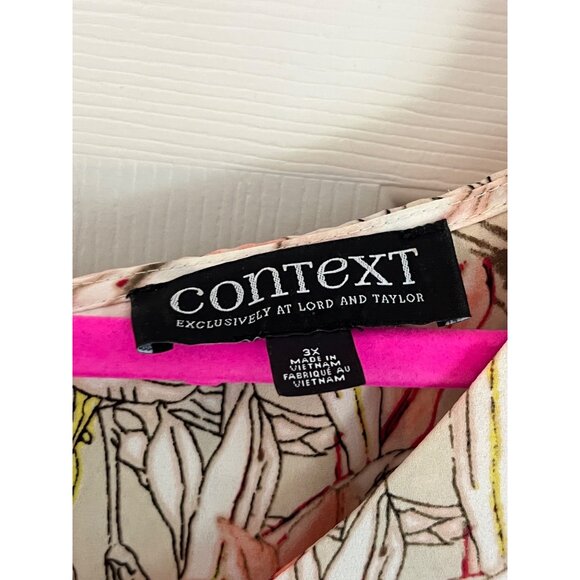 conTexT
EXCLUSIVELY AT LORD AND TAYLOR
3X
MADE IN
VIETNAM
FABRIQUÉ AU
VIETNAM